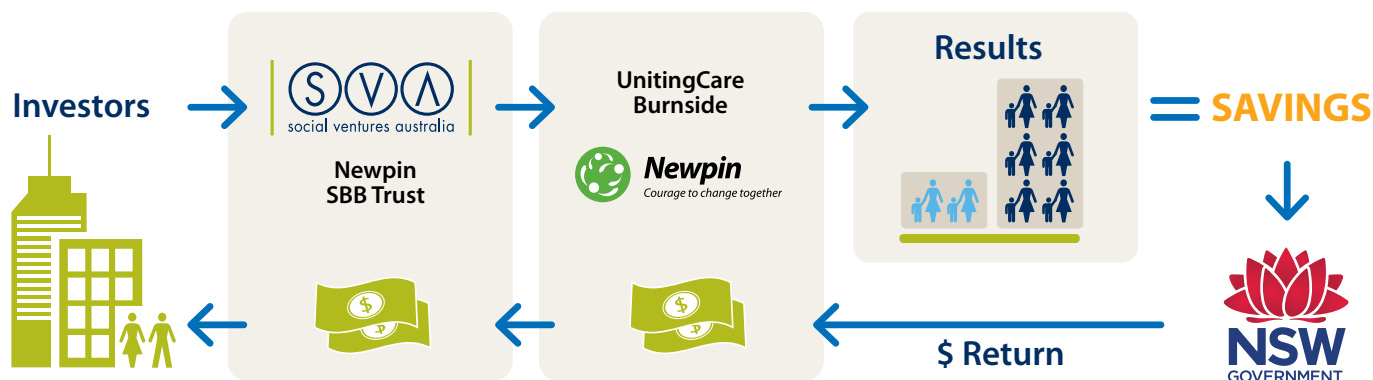 Investors
SVA
social ventures australia
Newpin
SBB Trust
UnitingCare
Burnside
Newpin
Courage to change together
Results
= SAVINGS
$
$
$ Return
NSW
GOVERNMENT